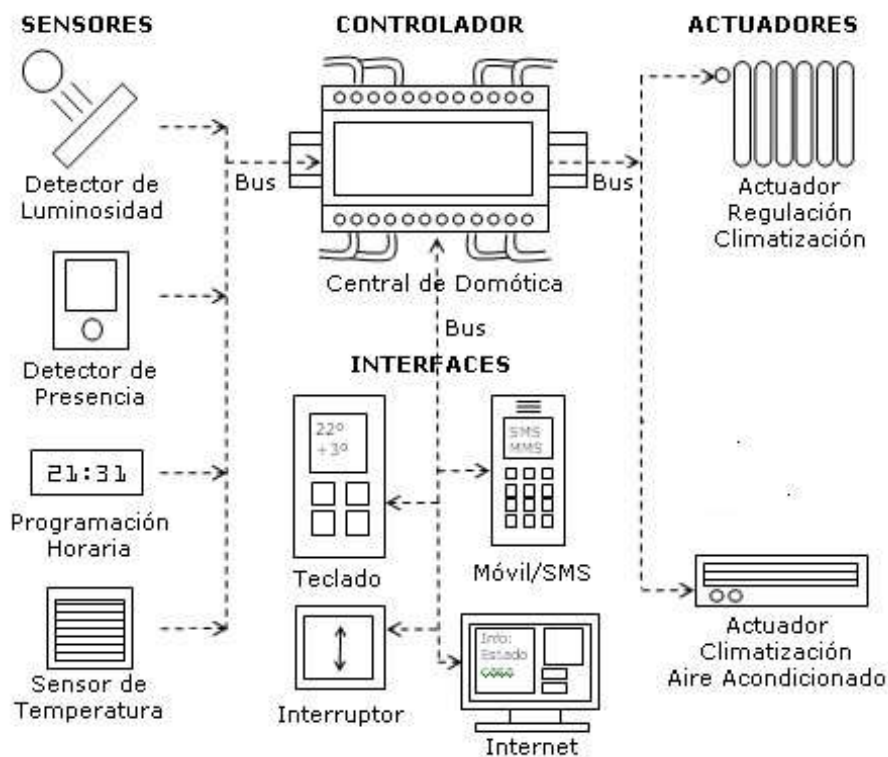 SENSORES
CONTROLADOR
ACTUADORES
Detector de
Luminosidad
Bus
Bus
Central de Domótica
Actuador
Regulación
Climatización
Detector de
Presencia
Bus
INTERFACES
22º
+3º
SMS
MMS
21:31
Programación
Horaria
Teclado
Móvil/SMS
Sensor de
Temperatura
Interruptor
Info:
Estado
Internet
Actuador
Climatización
Aire Acondicionado